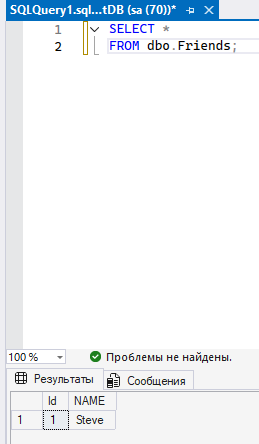 SQLQuery1.sql...tDB (sa (70))*
1 SELECT *
2 FROM dbo.Friends;
100 %
Проблемы не найдены.
Результаты Сообщения
Id NAME
1 1 Steve